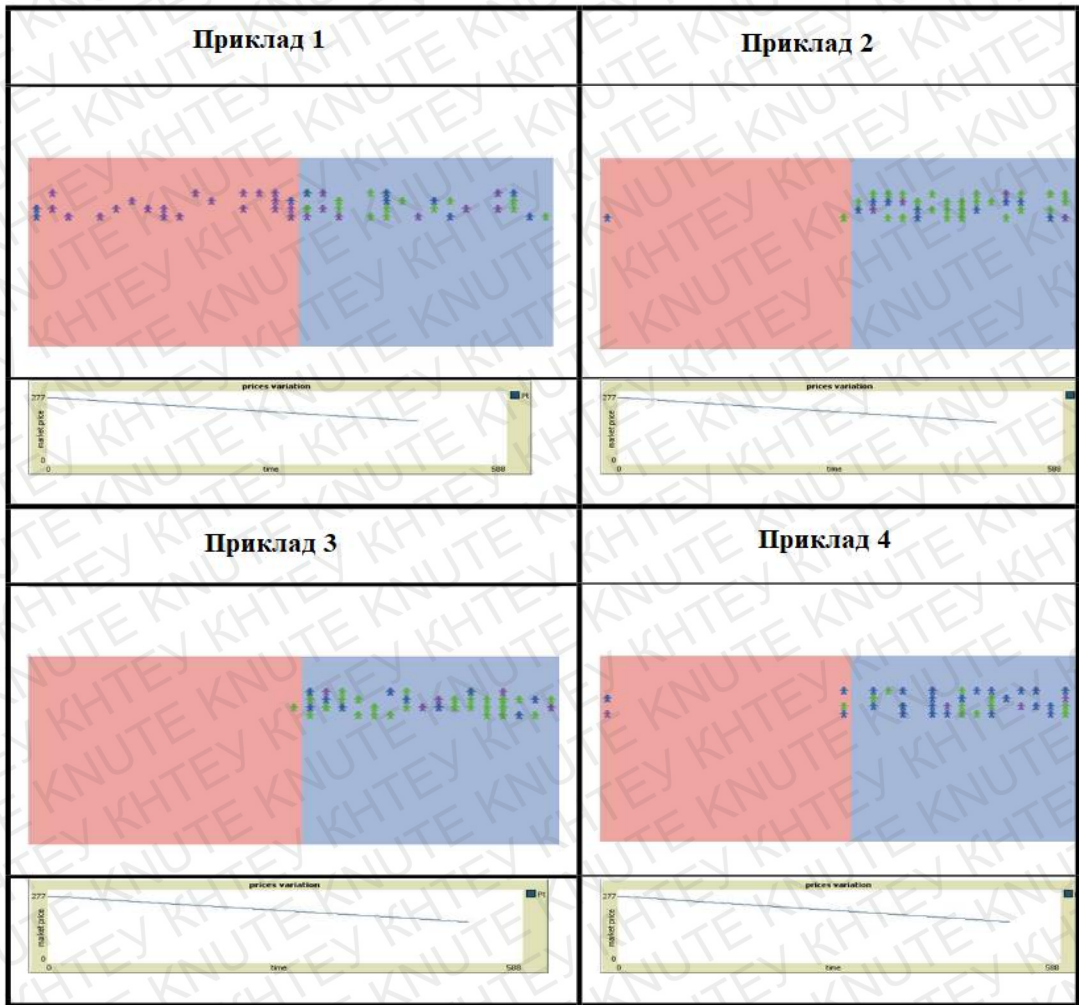 Приклад 1
Приклад 2
prices variation
277
market price
0
0
time
588
Pt
prices variation
277
market price
0
0
time
588
Приклад 3
Приклад 4
prices variation
277
market price
0
0
time
588
Pt
prices variation
277
market price
0
0
time
588
КНТЕУ KNUTE